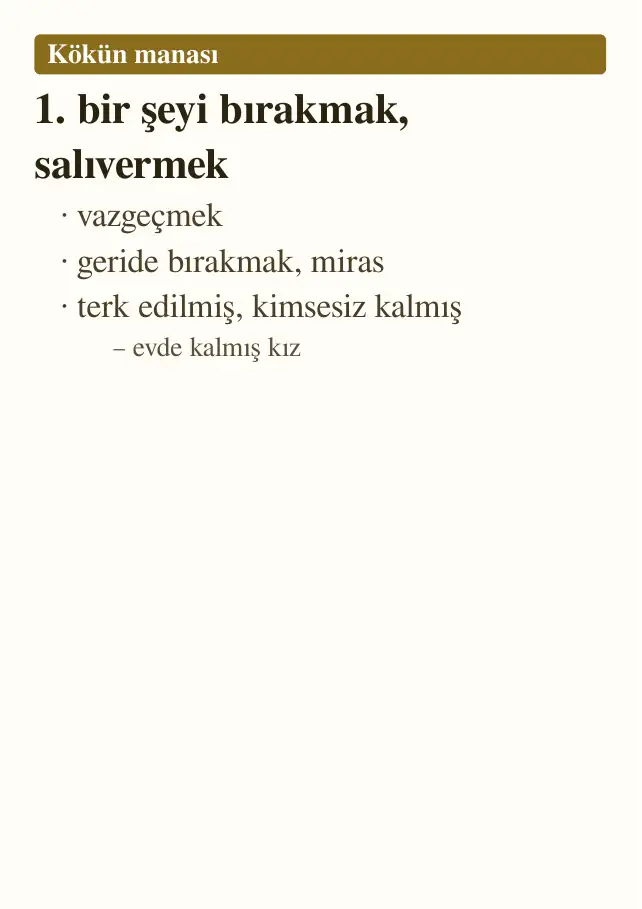 Kökün manası
1. bir şeyi bırakmak,
salıvermek
· vazgeçmek
· geride bırakmak, miras
· terk edilmiş, kimsesiz kalmış
– evde kalmış kız